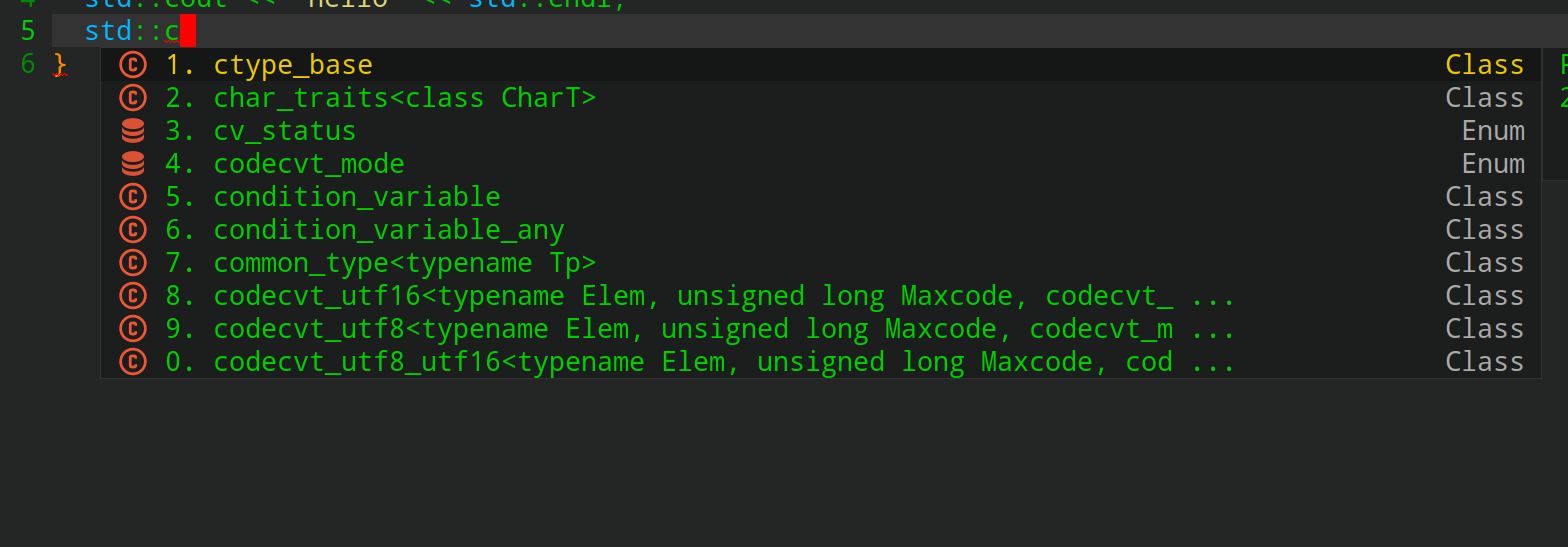 4 std::cout << "Hello" << std::endl;
5 std::c
6 }
1. ctype_base Class
2. char_traits<class CharT> Class
3. cv_status Enum
4. codecvt_mode Enum
5. condition_variable Class
6. condition_variable_any Class
7. common_type<typename Tp> Class
8. codecvt_utf16<typename Elem, unsigned long Maxcode, codecvt_ ... Class
9. codecvt_utf8<typename Elem, unsigned long Maxcode, codecvt_m ... Class
0. codecvt_utf8_utf16<typename Elem, unsigned long Maxcode, cod ... Class